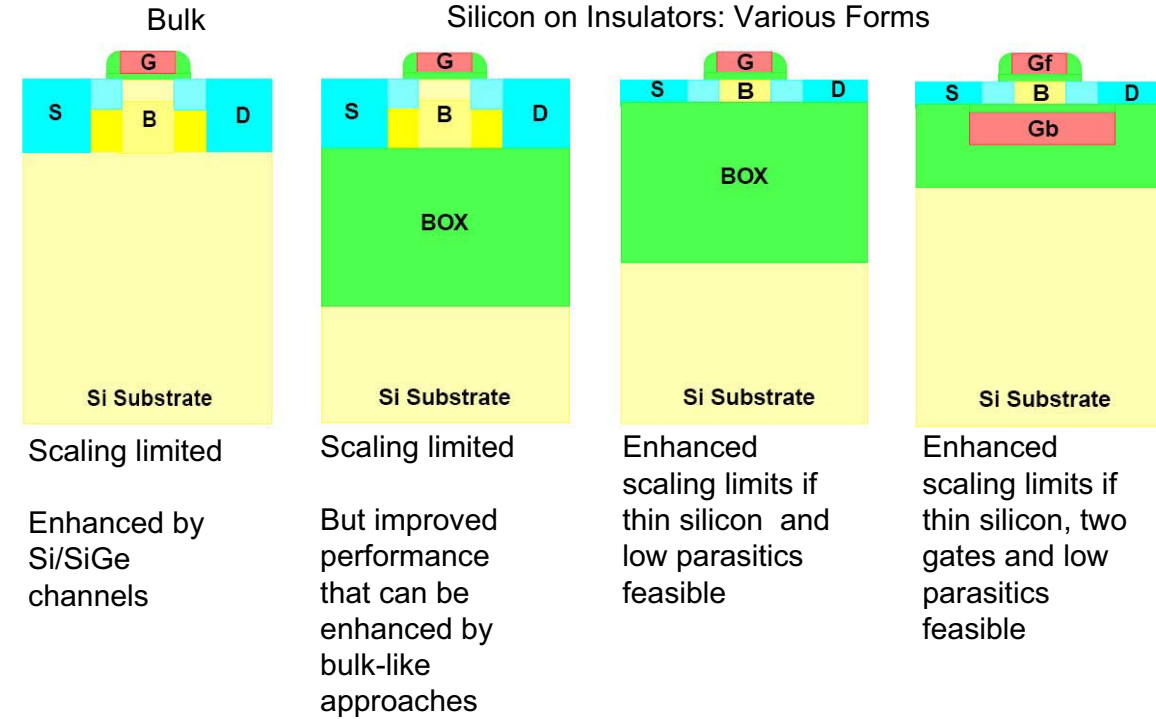 Bulk
Silicon on Insulators: Various Forms
G
S
B
D
Si Substrate
G
S
B
D
BOX
Si Substrate
G
S
B
D
BOX
Si Substrate
Gf
S
B
D
Gb
Si Substrate
Scaling limited
Enhanced by
Si/SiGe
channels
Scaling limited
But improved
performance
that can be
enhanced by
bulk-like
approaches
Enhanced
scaling limits if
thin silicon and
low parasitics
feasible
Enhanced
scaling limits if
thin silicon, two
gates and low
parasitics
feasible